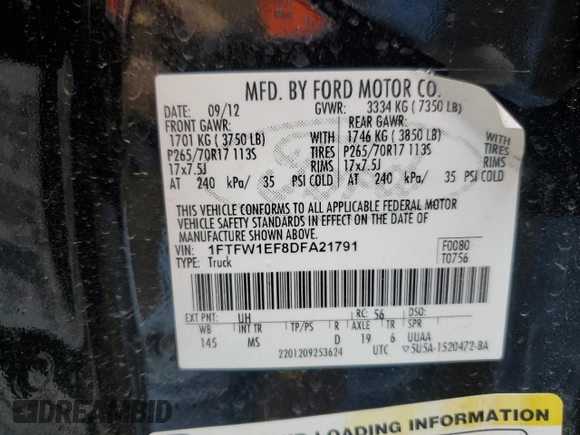 MFD. BY FORD MOTOR CO.
DATE: 09/12 GVWR: 3334 KG ( 7350 LB)
FRONT GAWR: REAR GAWR:
1701 KG ( 3750 LB) WITH 1746 KG ( 3850 LB) WITH
P265/70R17 113S TIRES P265/70R17 113S TIRES
17x7.5J RIMS 17x7.5J RIMS
AT 240 kPa/ 35 PSI COLD AT 240 kPa/ 35 PSI COLD
THIS VEHICLE CONFORMS TO ALL APPLICABLE FEDERAL MOTOR
VEHICLE SAFETY STANDARDS IN EFFECT ON THE DATE OF
MANUFACTURE SHOWN ABOVE.
VIN: 1FTFW1EF8DFA21791 F0080
TYPE: Truck T0756
EXT PNT: UH RC: 56 DSO:
WB INT TR TP/PS R AXLE TR SPR
145 MS D 19 6 UUAA
2201209253624 UTC 5U5A-1520472-BA
LOADING INFORMATION
DREAMBID